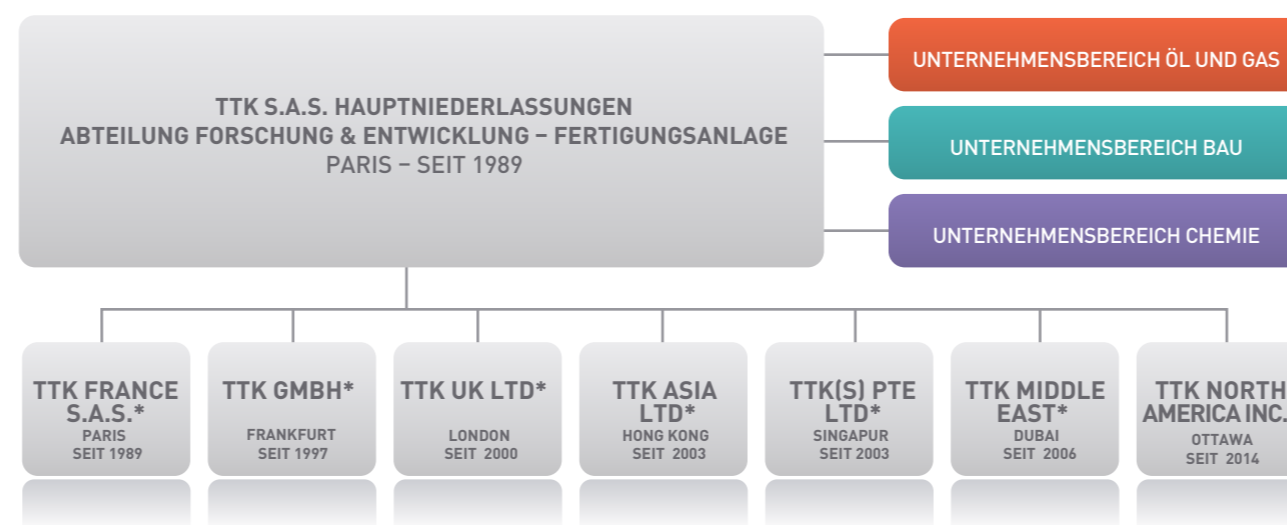 TTK S.A.S. HAUPTNIEDERLASSUNGEN
ABTEILUNG FORSCHUNG & ENTWICKLUNG – FERTIGUNGSANLAGE
PARIS – SEIT 1989
UNTERNEHMENSBEREICH ÖL UND GAS
UNTERNEHMENSBEREICH BAU
UNTERNEHMENSBEREICH CHEMIE
TTK FRANCE
S.A.S.*
PARIS
SEIT 1989
TTK GMBH*
FRANKFURT
SEIT 1997
TTK UK LTD*
LONDON
SEIT 2000
TTK ASIA
LTD*
HONG KONG
SEIT 2003
TTK(S) PTE
LTD*
SINGAPUR
SEIT 2003
TTK MIDDLE
EAST*
DUBAI
SEIT 2006
TTK NORTH
AMERICA INC.
OTTAWA
SEIT 2014